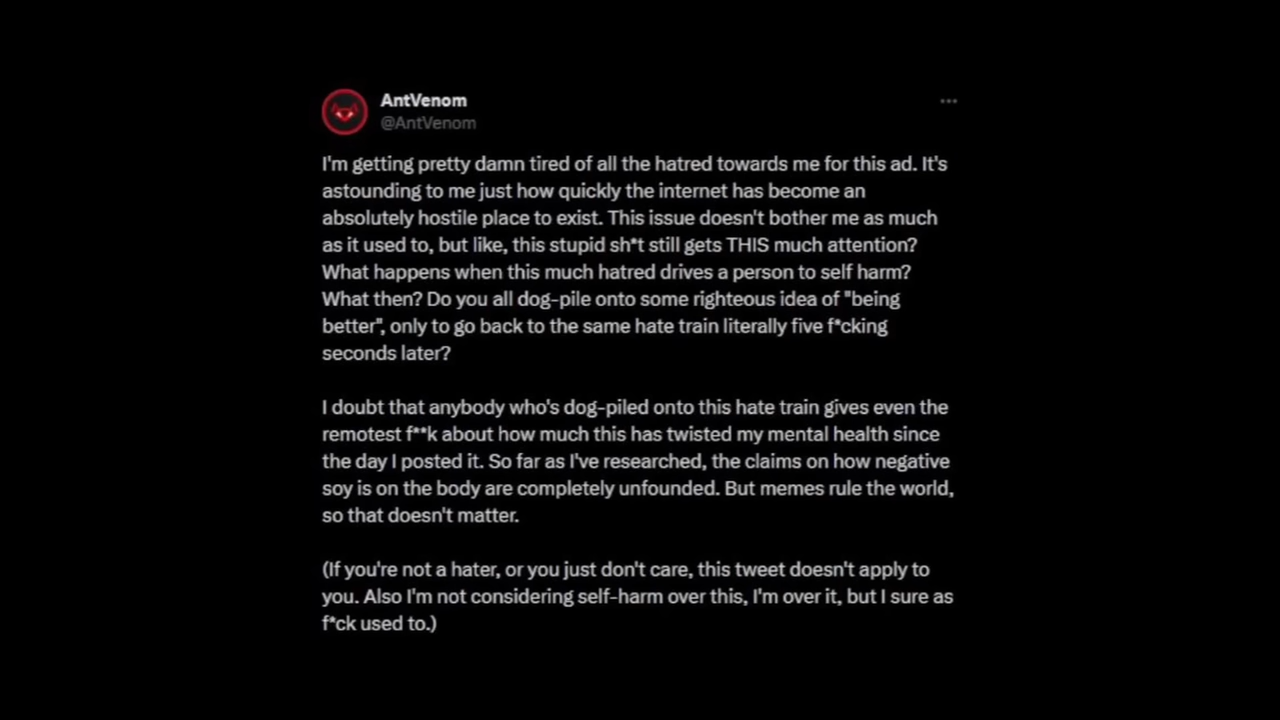 AntVenom
@AntVenom
I'm getting pretty damn tired of all the hatred towards me for this ad. It's
astounding to me just how quickly the internet has become an
absolutely hostile place to exist. This issue doesn't bother me as much
as it used to, but like, this stupid sh*t still gets THIS much attention?
What happens when this much hatred drives a person to self harm?
What then? Do you all dog-pile onto some righteous idea of "being
better", only to go back to the same hate train literally five f*cking
seconds later?
I doubt that anybody who's dog-piled onto this hate train gives even the
remotest f**k about how much this has twisted my mental health since
the day I posted it. So far as I've researched, the claims on how negative
soy is on the body are completely unfounded. But memes rule the world,
so that doesn't matter.
(If you're not a hater, or you just don't care, this tweet doesn't apply to
you. Also I'm not considering self-harm over this, I'm over it, but I sure as
f*ck used to.)